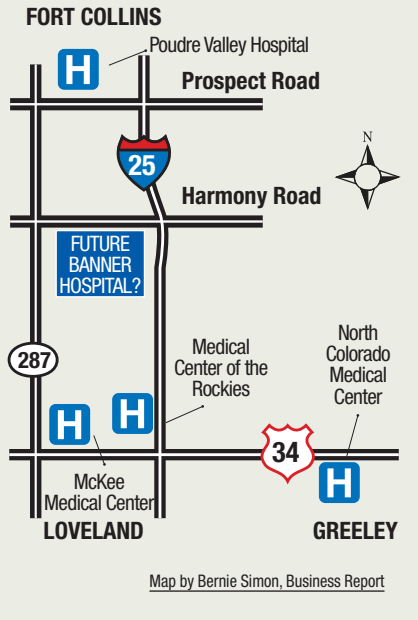 FORT COLLINS
H
Poudre Valley Hospital
Prospect Road
25
N
Harmony Road
FUTURE
BANNER
HOSPITAL?
287
Medical
Center of the
Rockies
North
Colorado
Medical
Center
H
H
34
H
McKee
Medical Center
LOVELAND
GREELEY
Map by Bernie Simon, Business Report